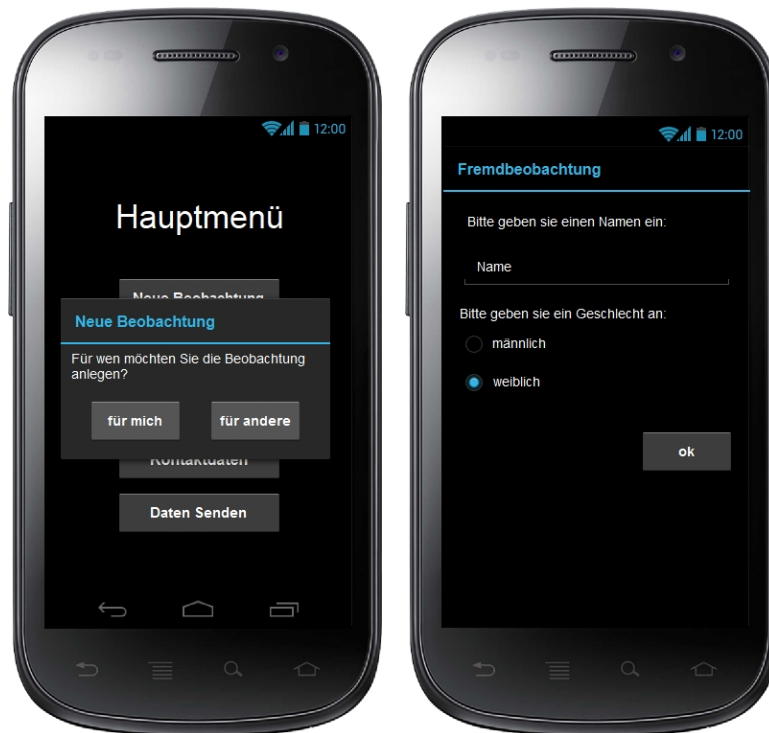 12:00
Hauptmenü
Neue Beobachtung
Neue Beobachtung
Für wen möchten Sie die Beobachtung
anlegen?
für mich
für andere
Kontaktdaten
Daten Senden
12:00
Fremdbeobachtung
Bitte geben sie einen Namen ein:
Name
Bitte geben sie ein Geschlecht an:
männlich
weiblich
ok